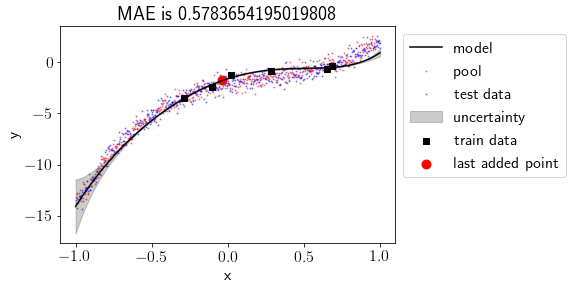 MAE is 0.5783654195019808
y
0
−5
−10
−15
−1.0
−0.5
0.0
0.5
1.0
x
model
pool
test data
uncertainty
train data
last added point